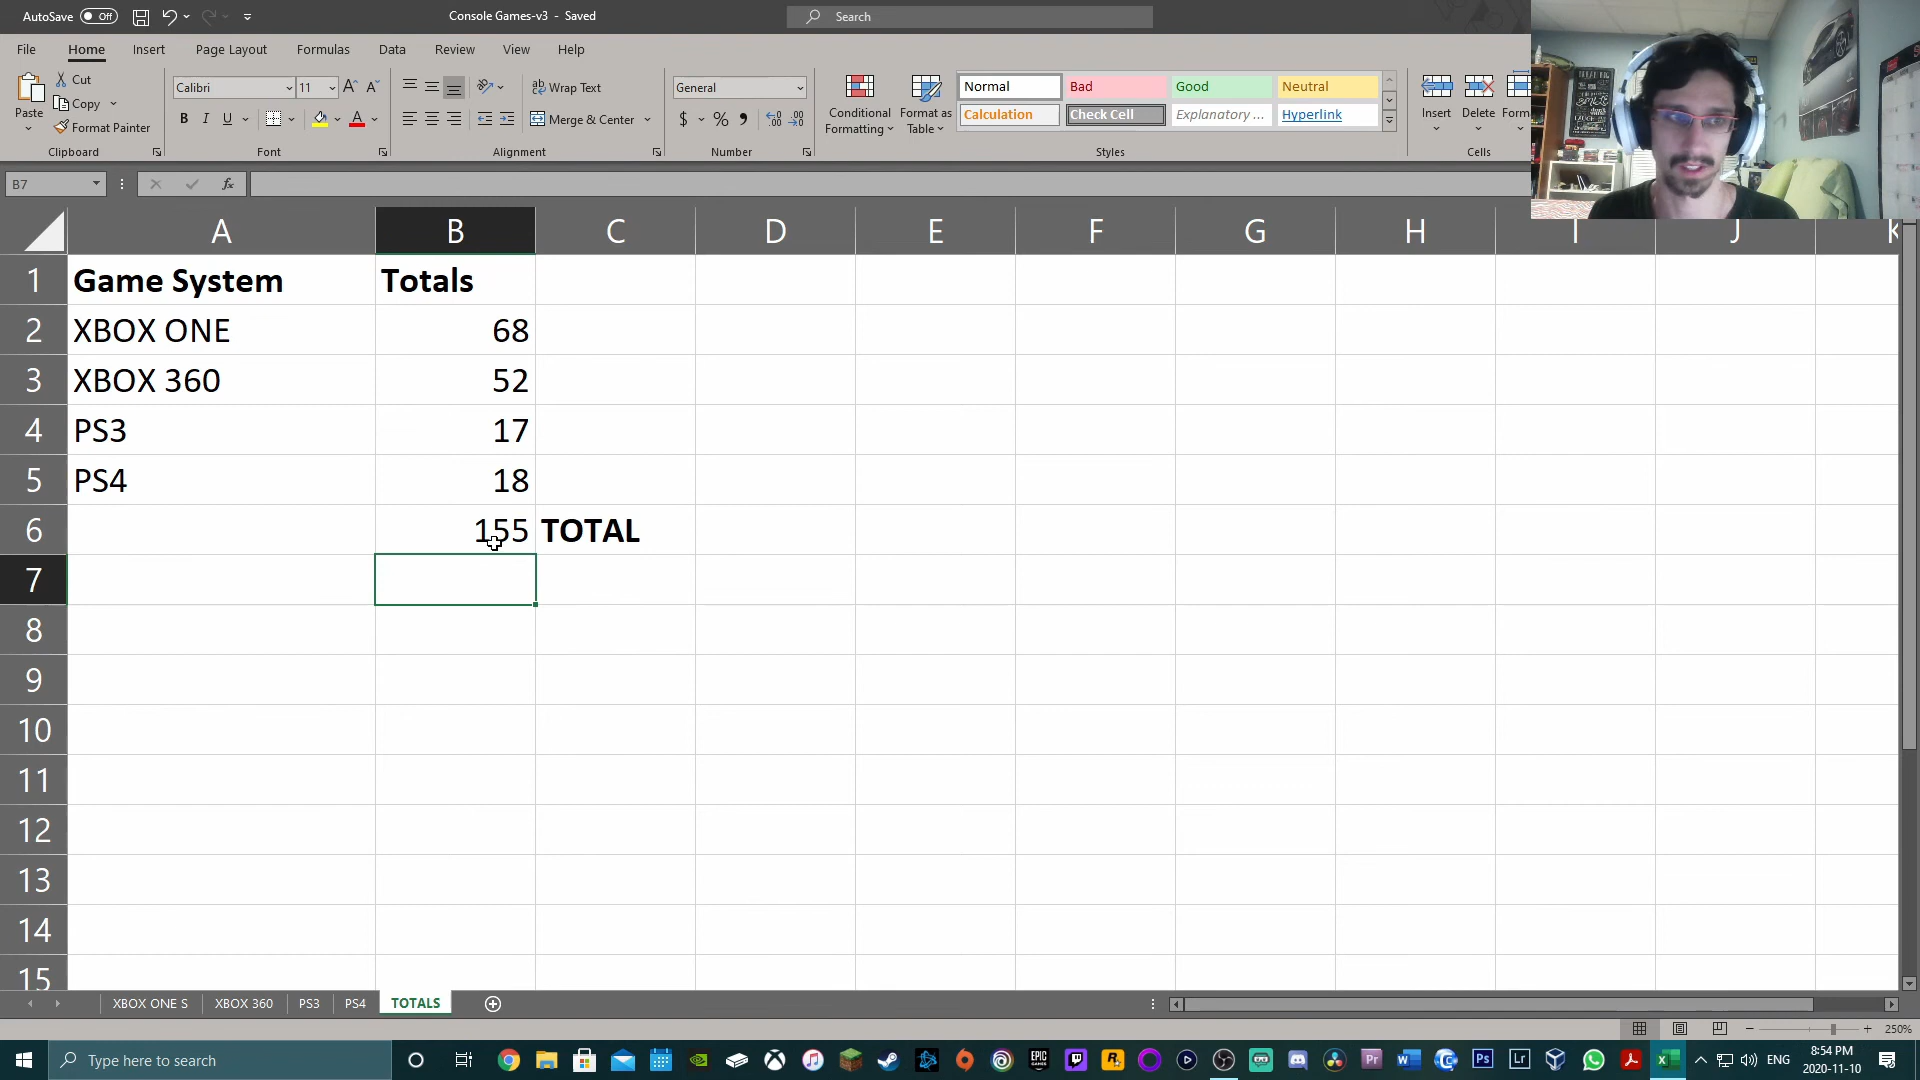 AutoSave Off Console Games-v3 - Saved Search
File Home Insert Page Layout Formulas Data Review View Help
Paste Cut Copy Format Painter Clipboard
Calibri 11 B I U A Font
Wrap Text Merge & Center Alignment
General $ % Number
Conditional Formatting Format as Table
Normal Bad Good Neutral
Calculation Check Cell Explanatory ... Hyperlink
Styles
Insert Delete Form
Cells
B7 fx
A B C D E F G H I J K
1 Game System Totals
2 XBOX ONE 68
3 XBOX 360 52
4 PS3 17
5 PS4 18
6 155 TOTAL
7
8
9
10
11
12
13
14
15
XBOX ONE S XBOX 360 PS3 PS4 TOTALS
250%
Type here to search ENG 8:54 PM
2020-11-10